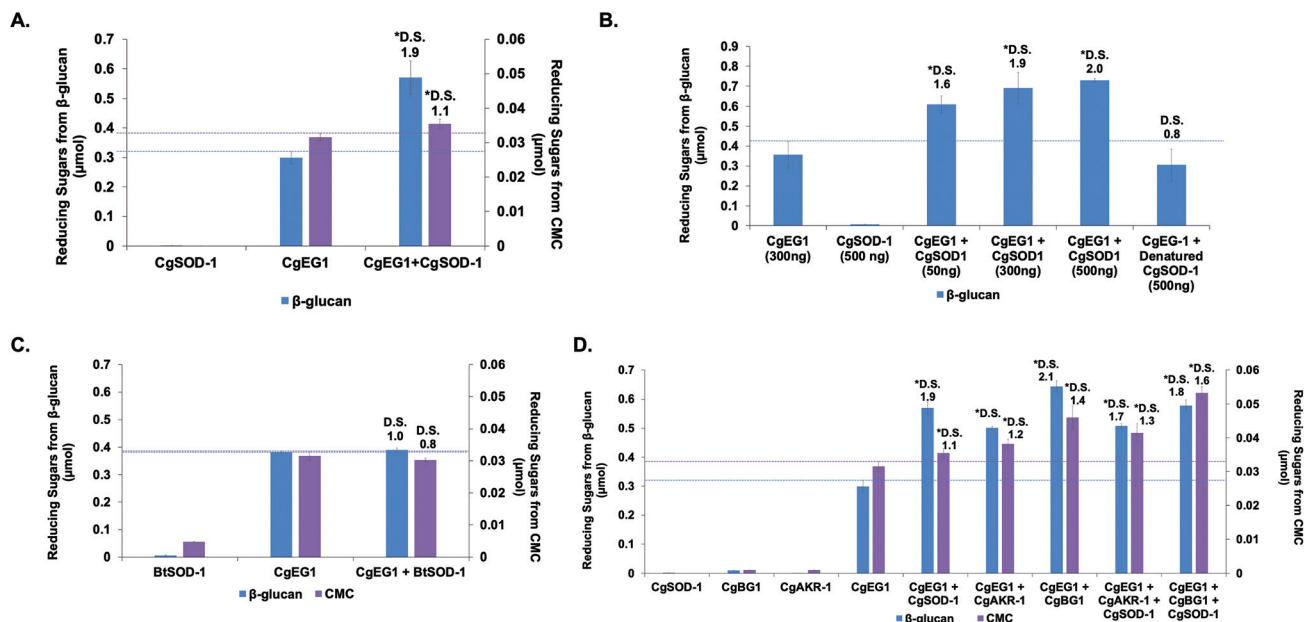 A.
Reducing Sugars from β-glucan
(µmol)
0.7
0.6
0.5
0.4
0.3
0.2
0.1
0
0.06
0.05
0.04
0.03
0.02
0.01
0
Reducing Sugars from CMC
(µmol)
*D.S.
1.9
*D.S.
1.1
CgSOD-1
CgEG1
CgEG1+CgSOD-1
β-glucan
B.
Reducing Sugars from β-glucan
(µmol)
0.9
0.8
0.7
0.6
0.5
0.4
0.3
0.2
0.1
0
*D.S.
1.6
*D.S.
1.9
*D.S.
2.0
D.S.
0.8
CgEG1
(300ng)
CgSOD-1
(500 ng)
CgEG1 +
CgSOD1
(50ng)
CgEG1 +
CgSOD1
(300ng)
CgEG1 +
CgSOD1
(500ng)
CgEG-1 +
Denatured
CgSOD-1
(500ng)
β-glucan
C.
Reducing Sugars from β-glucan
(µmol)
0.7
0.6
0.5
0.4
0.3
0.2
0.1
0
0.06
0.05
0.04
0.03
0.02
0.01
0
Reducing Sugars from CMC
(µmol)
D.S.
1.0
D.S.
0.8
BtSOD-1
CgEG1
CgEG1 + BtSOD-1
β-glucan
CMC
D.
Reducing Sugars from β-glucan
(µmol)
0.7
0.6
0.5
0.4
0.3
0.2
0.1
0
0.06
0.05
0.04
0.03
0.02
0.01
0
Reducing Sugars from CMC
(µmol)
*D.S.
1.9
*D.S.
1.1
*D.S.
*D.S.
1.2
*D.S.
2.1
*D.S.
1.4
*D.S.
1.7
*D.S.
1.3
*D.S.
1.8
*D.S.
1.6
CgSOD-1
CgBG1
CgAKR-1
CgEG1
CgEG1 +
CgSOD-1
CgEG1 +
CgAKR-1
CgEG1 +
CgBG1
CgEG1 +
CgAKR-1 +
CgSOD-1
CgEG1 +
CgBG1 +
CgSOD-1
β-glucan
CMC